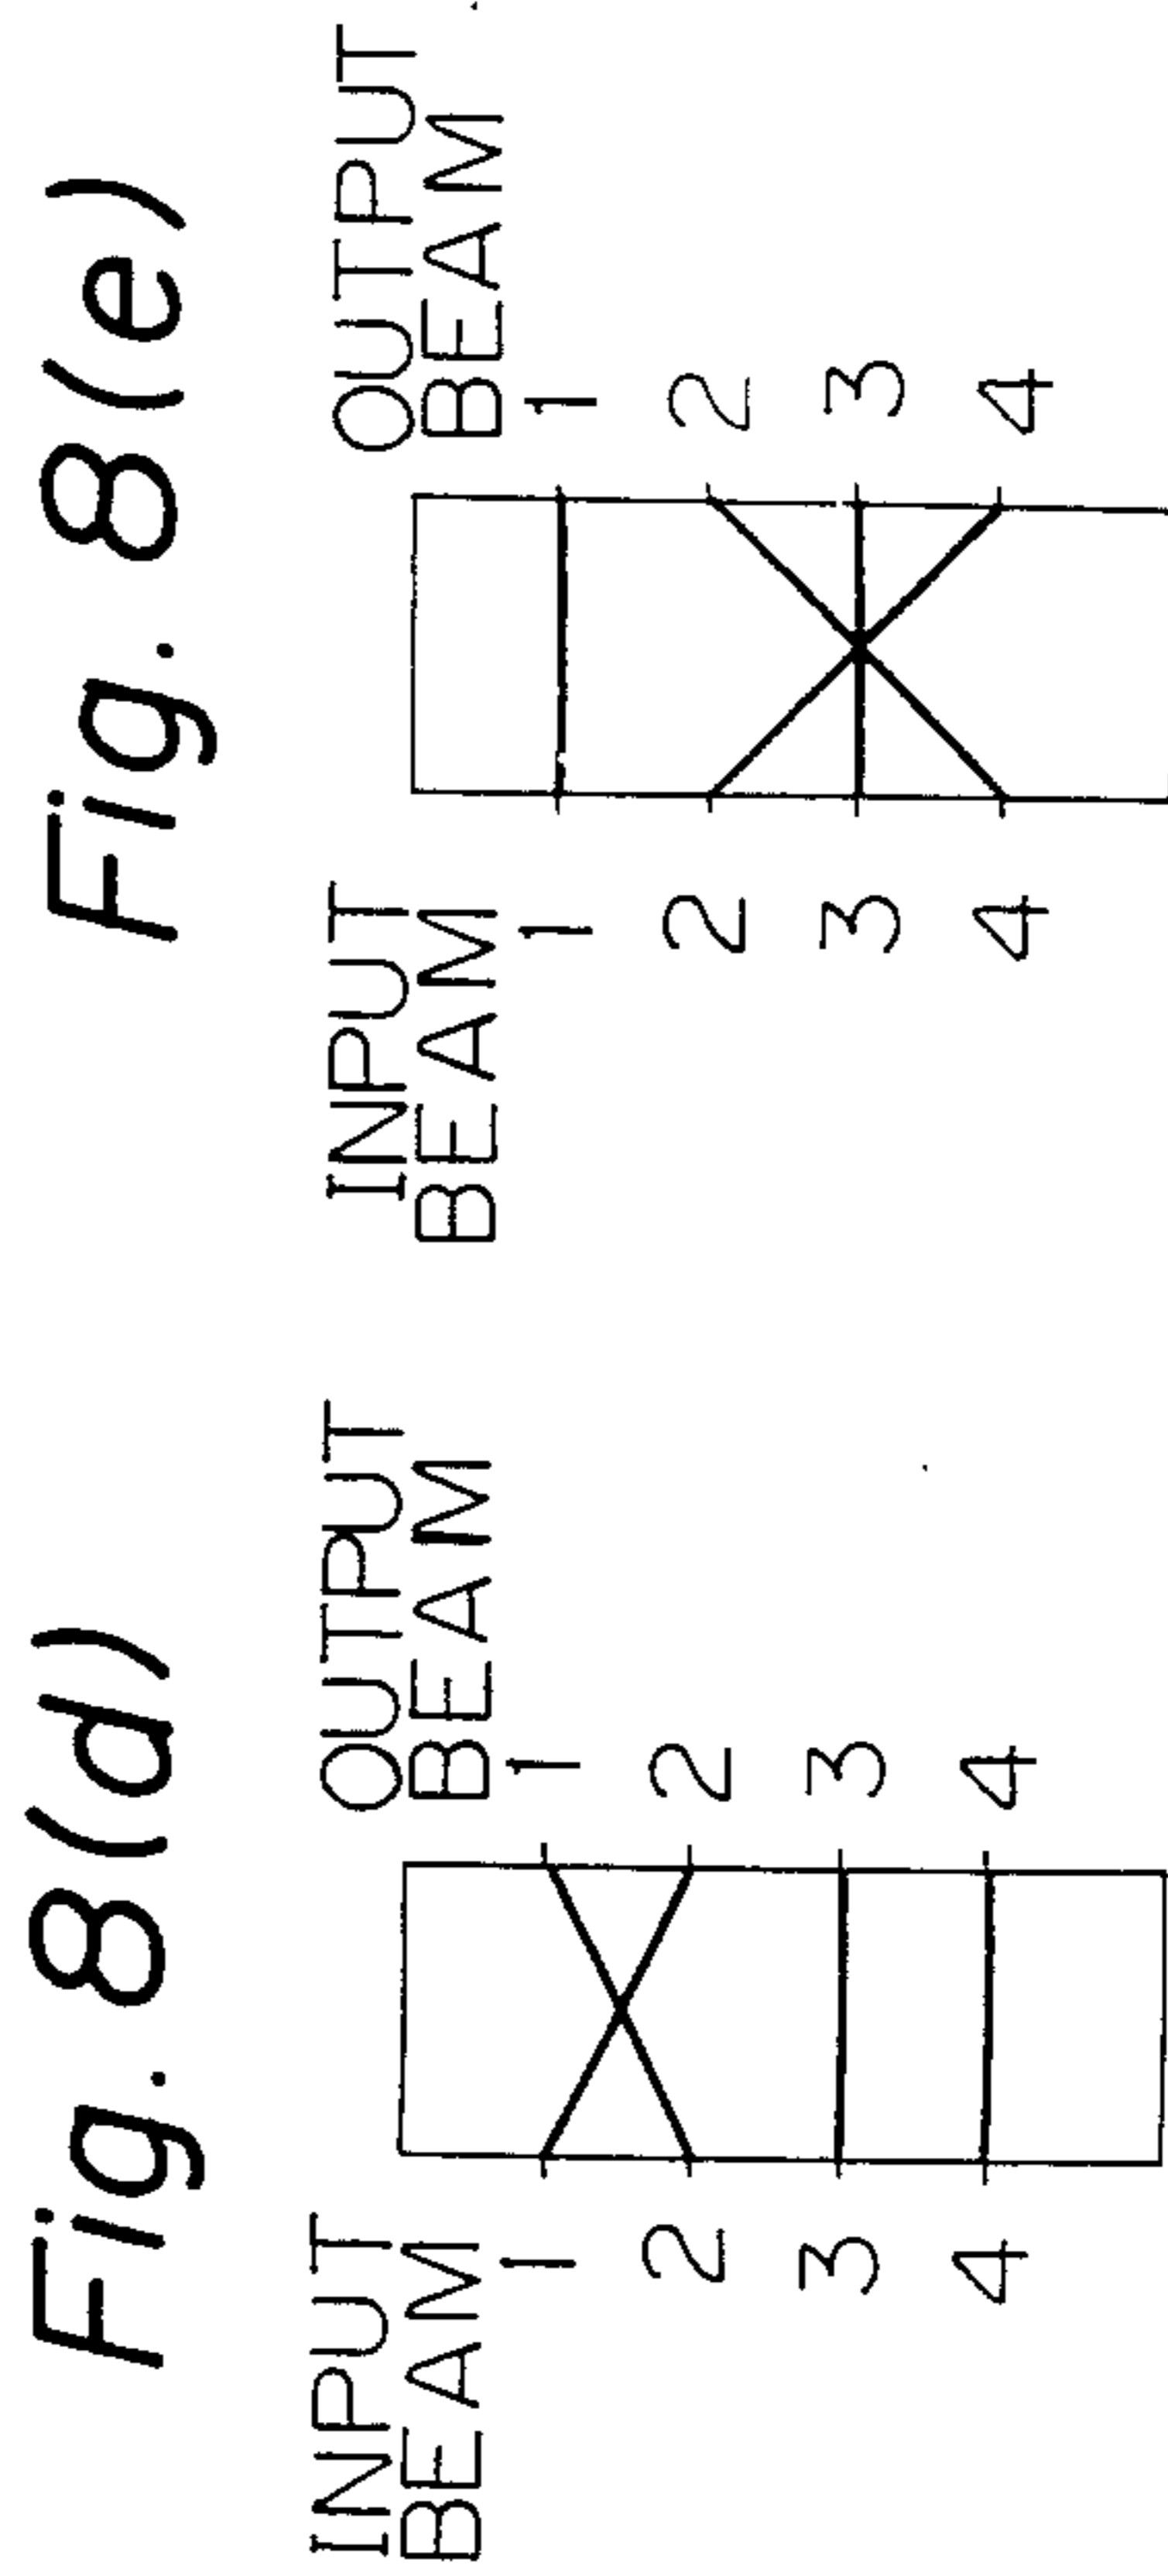 Fig. 8(d)
INPUT
BEAM
OUTPUT
BEAM
1 1
2 2
3 3
4 4
Fig. 8(e)
INPUT
BEAM
OUTPUT
BEAM
1 1
2 2
3 3
4 4